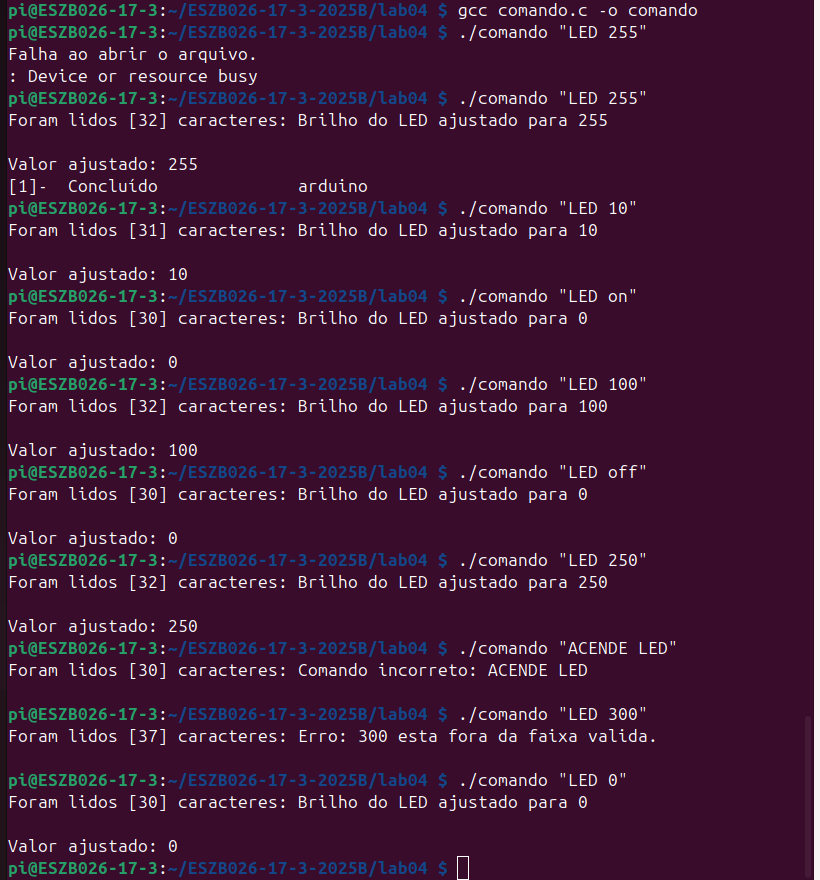 pi@ESZB026-17-3:~/ESZB026-17-3-2025B/lab04 $ gcc comando.c -o comando
pi@ESZB026-17-3:~/ESZB026-17-3-2025B/lab04 $ ./comando "LED 255"
Falha ao abrir o arquivo.
: Device or resource busy
pi@ESZB026-17-3:~/ESZB026-17-3-2025B/lab04 $ ./comando "LED 255"
Foram lidos [32] caracteres: Brilho do LED ajustado para 255
Valor ajustado: 255
[1]-  Concluído              arduino
pi@ESZB026-17-3:~/ESZB026-17-3-2025B/lab04 $ ./comando "LED 10"
Foram lidos [31] caracteres: Brilho do LED ajustado para 10
Valor ajustado: 10
pi@ESZB026-17-3:~/ESZB026-17-3-2025B/lab04 $ ./comando "LED on"
Foram lidos [30] caracteres: Brilho do LED ajustado para 0
Valor ajustado: 0
pi@ESZB026-17-3:~/ESZB026-17-3-2025B/lab04 $ ./comando "LED 100"
Foram lidos [32] caracteres: Brilho do LED ajustado para 100
Valor ajustado: 100
pi@ESZB026-17-3:~/ESZB026-17-3-2025B/lab04 $ ./comando "LED off"
Foram lidos [30] caracteres: Brilho do LED ajustado para 0
Valor ajustado: 0
pi@ESZB026-17-3:~/ESZB026-17-3-2025B/lab04 $ ./comando "LED 250"
Foram lidos [32] caracteres: Brilho do LED ajustado para 250
Valor ajustado: 250
pi@ESZB026-17-3:~/ESZB026-17-3-2025B/lab04 $ ./comando "ACENDE LED"
Foram lidos [30] caracteres: Comando incorreto: ACENDE LED
pi@ESZB026-17-3:~/ESZB026-17-3-2025B/lab04 $ ./comando "LED 300"
Foram lidos [37] caracteres: Erro: 300 esta fora da faixa valida.
pi@ESZB026-17-3:~/ESZB026-17-3-2025B/lab04 $ ./comando "LED 0"
Foram lidos [30] caracteres: Brilho do LED ajustado para 0
Valor ajustado: 0
pi@ESZB026-17-3:~/ESZB026-17-3-2025B/lab04 $